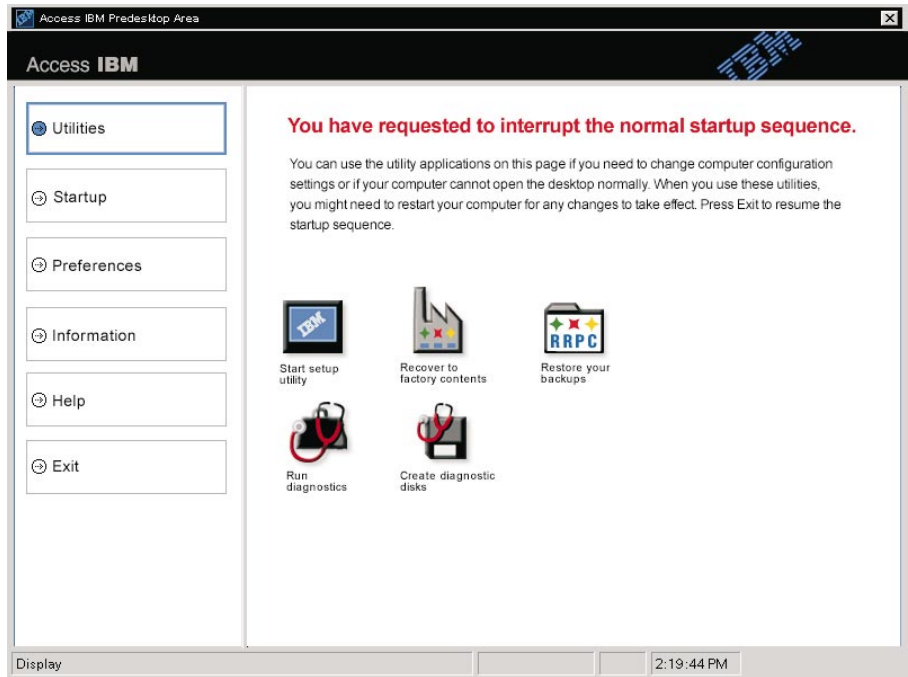 Access IBM Predesktop Area
Access IBM
IBM
Utilities
Startup
Preferences
Information
Help
Exit
You have requested to interrupt the normal startup sequence.
You can use the utility applications on this page if you need to change computer configuration
settings or if your computer cannot open the desktop normally. When you use these utilities,
you might need to restart your computer for any changes to take effect. Press Exit to resume the
startup sequence.
IBM
Start setup
utility
Recover to
factory contents
RRPC
Restore your
backups
Run
diagnostics
Create diagnostic
disks
Display
2:19:44 PM